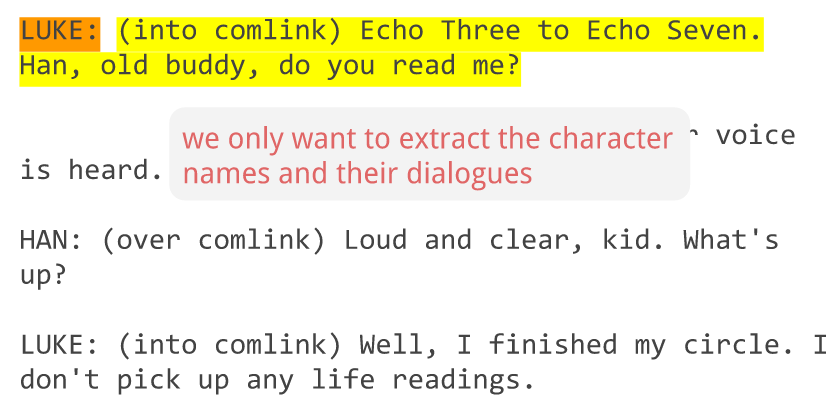 LUKE: (into comlink) Echo Three to Echo Seven.
Han, old buddy, do you read me?
we only want to extract the character
names and their dialogues
voice
is heard.
HAN: (over comlink) Loud and clear, kid. What's
up?
LUKE: (into comlink) Well, I finished my circle. I
don't pick up any life readings.